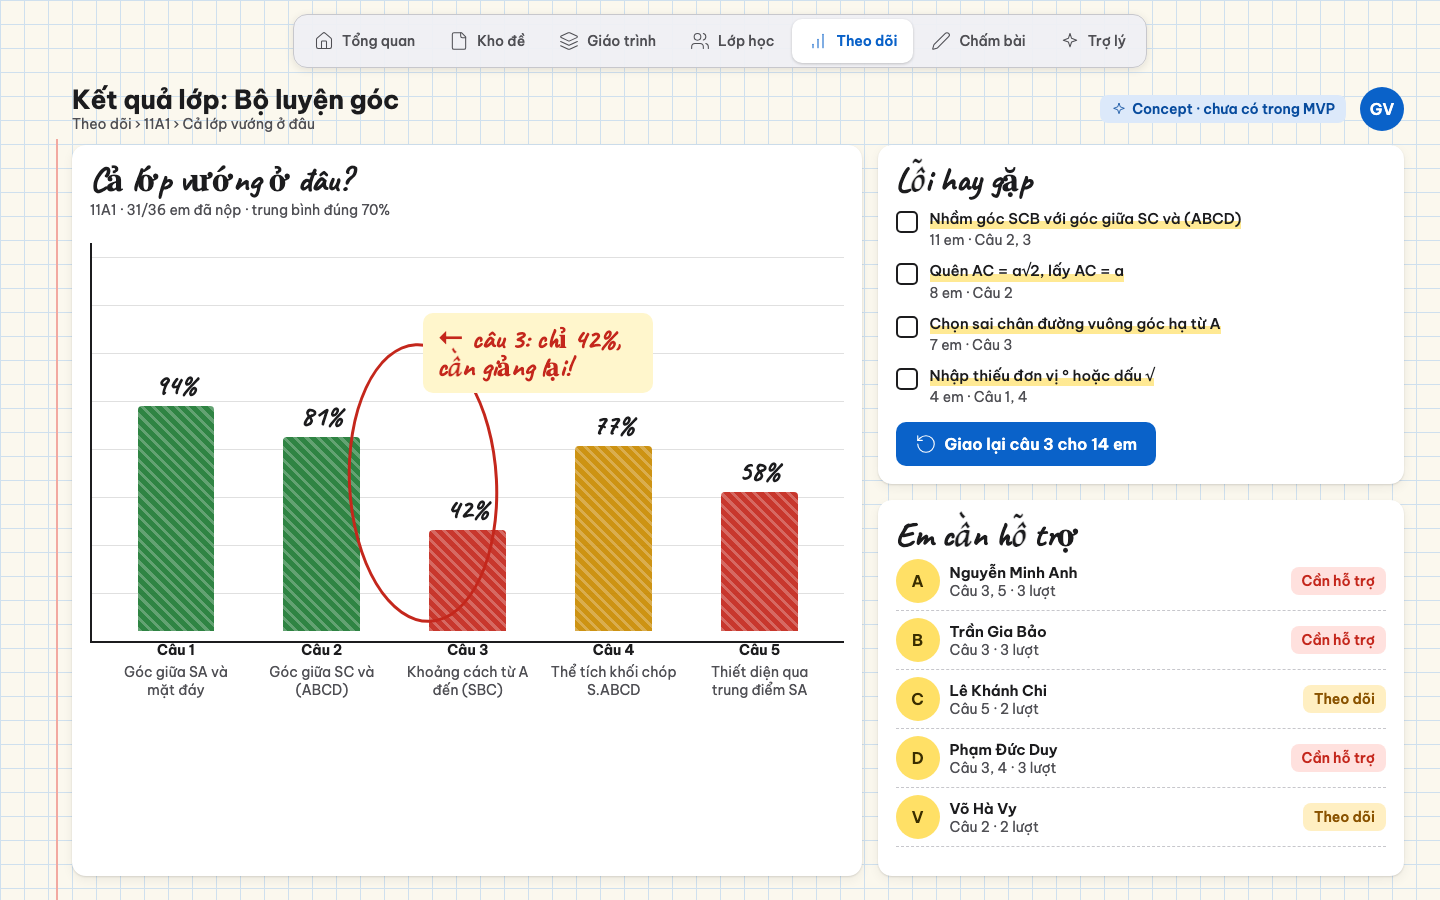 Tổng quan
Kho đề
Giáo trình
Lớp học
Theo dõi
Chấm bài
Trợ lý
Kết quả lớp: Bộ luyện góc
Theo dõi › 11A1 › Cả lớp vướng ở đâu
Concept · chưa có trong MVP
GV
Cả lớp vướng ở đâu?
11A1 · 31/36 em đã nộp · trung bình đúng 70%
← câu 3: chỉ 42%,
cần giảng lại!
94%
81%
42%
77%
58%
Câu 1
Góc giữa SA và
mặt đáy
Câu 2
Góc giữa SC và
(ABCD)
Câu 3
Khoảng cách từ A
đến (SBC)
Câu 4
Thể tích khối chóp
S.ABCD
Câu 5
Thiết diện qua
trung điểm SA
Lỗi hay gặp
Nhầm góc SCB với góc giữa SC và (ABCD)
11 em · Câu 2, 3
Quên AC = a√2, lấy AC = a
8 em · Câu 2
Chọn sai chân đường vuông góc hạ từ A
7 em · Câu 3
Nhập thiếu đơn vị ° hoặc dấu √
4 em · Câu 1, 4
Giao lại câu 3 cho 14 em
Em cần hỗ trợ
A
Nguyễn Minh Anh
Câu 3, 5 · 3 lượt
Cần hỗ trợ
B
Trần Gia Bảo
Câu 3 · 3 lượt
Cần hỗ trợ
C
Lê Khánh Chi
Câu 5 · 2 lượt
Theo dõi
D
Phạm Đức Duy
Câu 3, 4 · 3 lượt
Cần hỗ trợ
V
Võ Hà Vy
Câu 2 · 2 lượt
Theo dõi